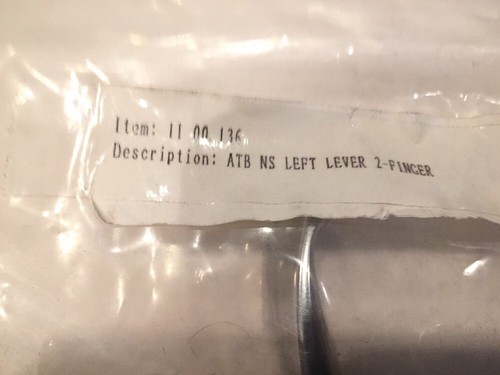 Item: 11 00 136
Description: ATB NS LEFT LEVER 2-FINGER